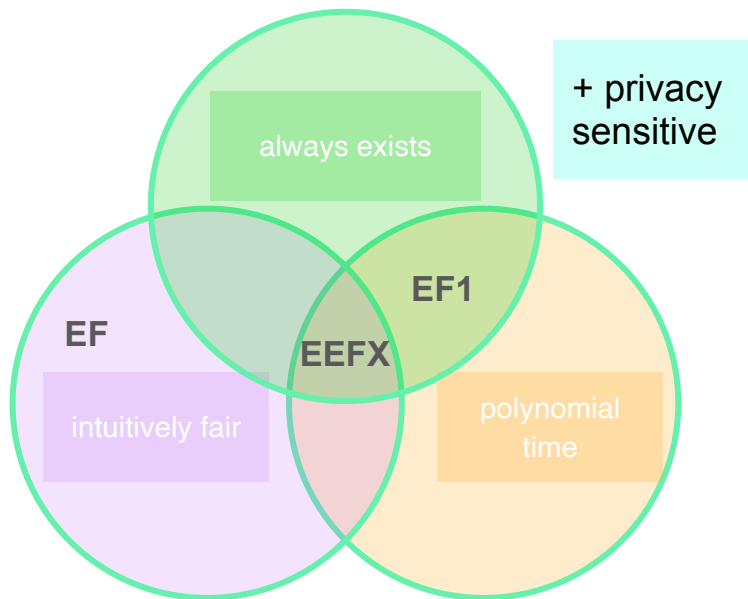 + privacy
sensitive
always exists
EF1
EF
EEFX
intuitively fair
polynomial
time